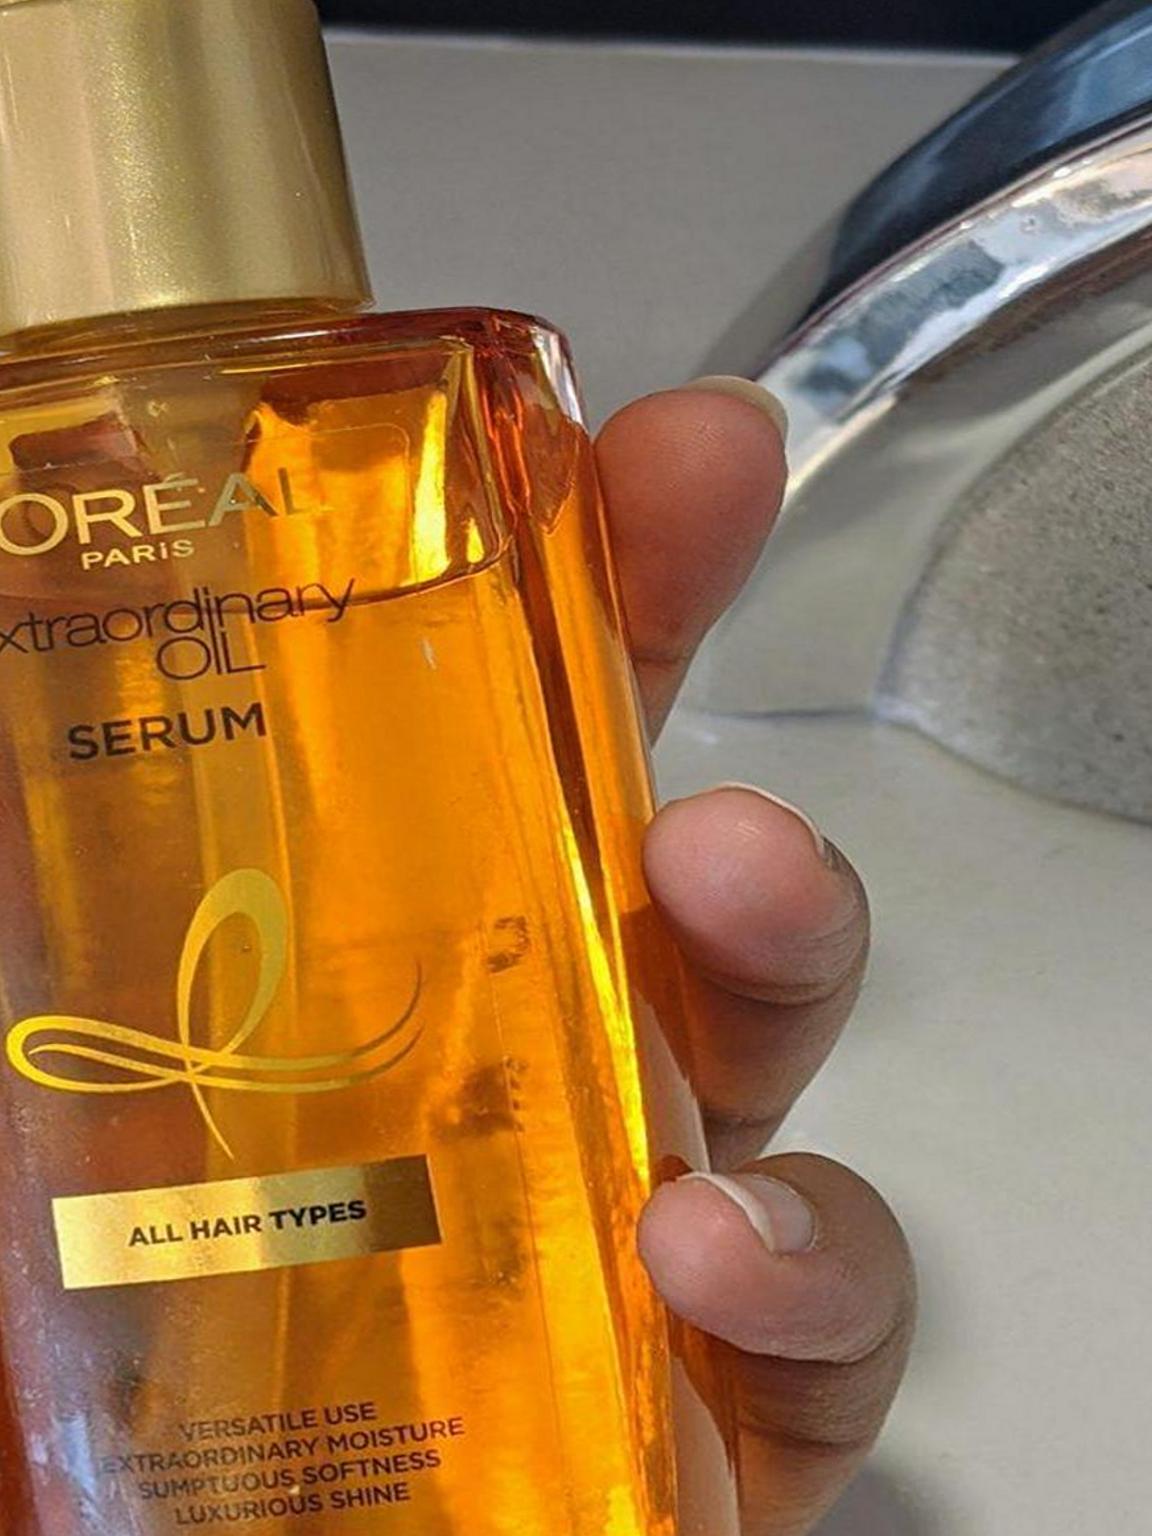 ORÉAL
PARIS
xtraordinary
OIL
SERUM
ALL HAIR TYPES
VERSATILE USE
EXTRAORDINARY MOISTURE
SUMPTUOUS SOFTNESS
LUXURIOUS SHINE